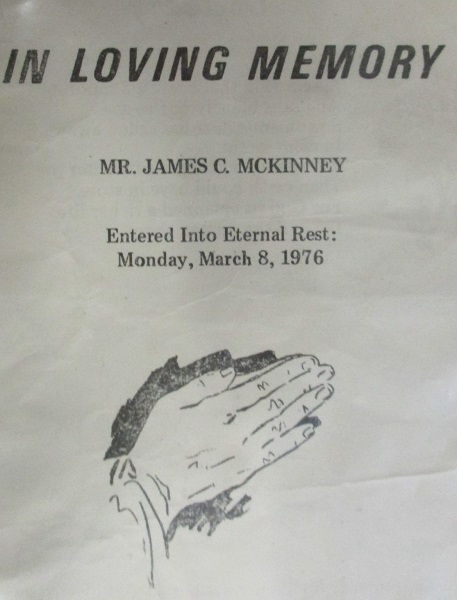 IN LOVING MEMORY
MR. JAMES C. MCKINNEY
Entered Into Eternal Rest:
Monday, March 8, 1976